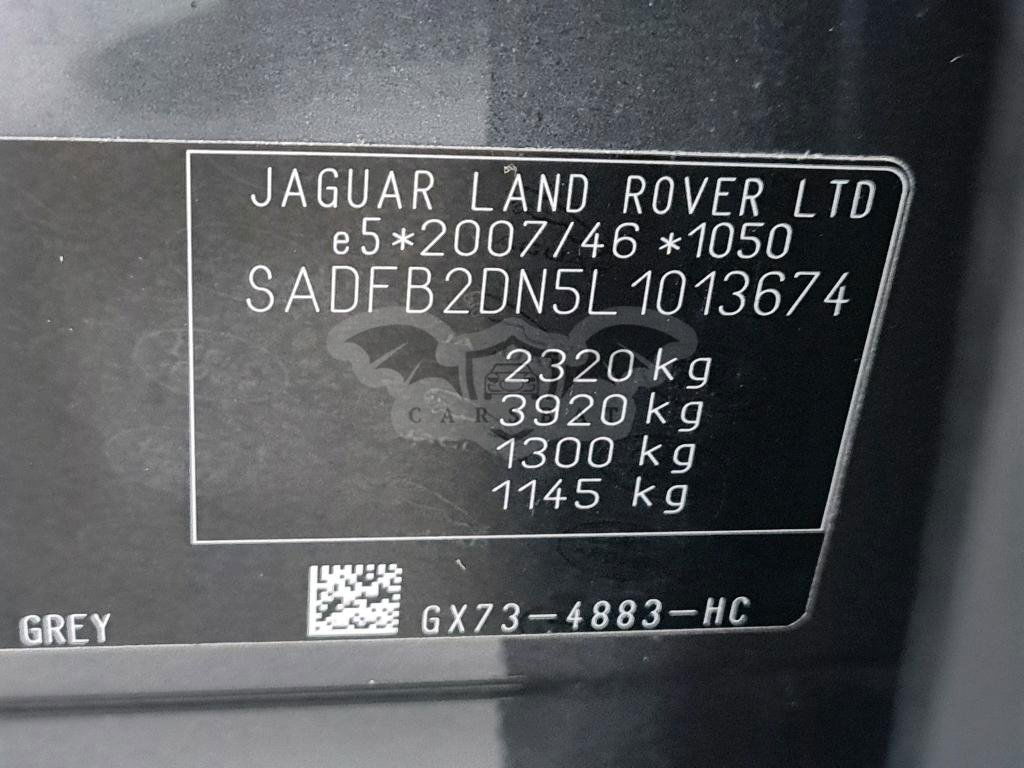 JAGUAR LAND ROVER LTD
e5*2007/46 *1050
SADFB2DN5L1013674
2320 kg
CARSBAT
3920 kg
1300 kg
1145 kg
GREY
GX73-4883-HC